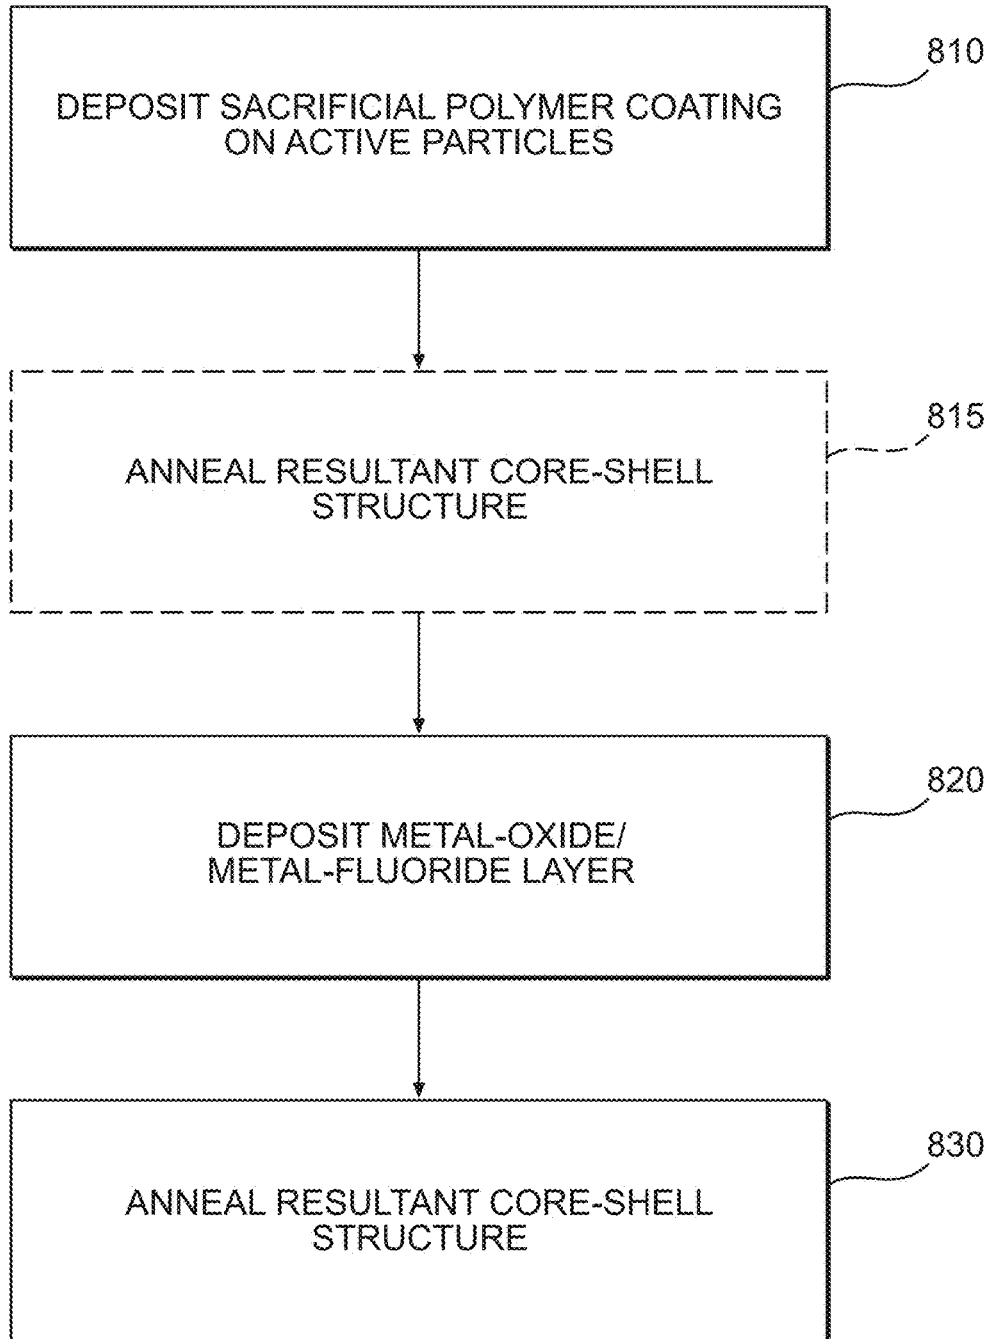 DEPOSIT SACRIFICIAL POLYMER COATING
ON ACTIVE PARTICLES
810
ANNEAL RESULTANT CORE-SHELL
STRUCTURE
815
DEPOSIT METAL-OXIDE/
METAL-FLUORIDE LAYER
820
ANNEAL RESULTANT CORE-SHELL
STRUCTURE
830